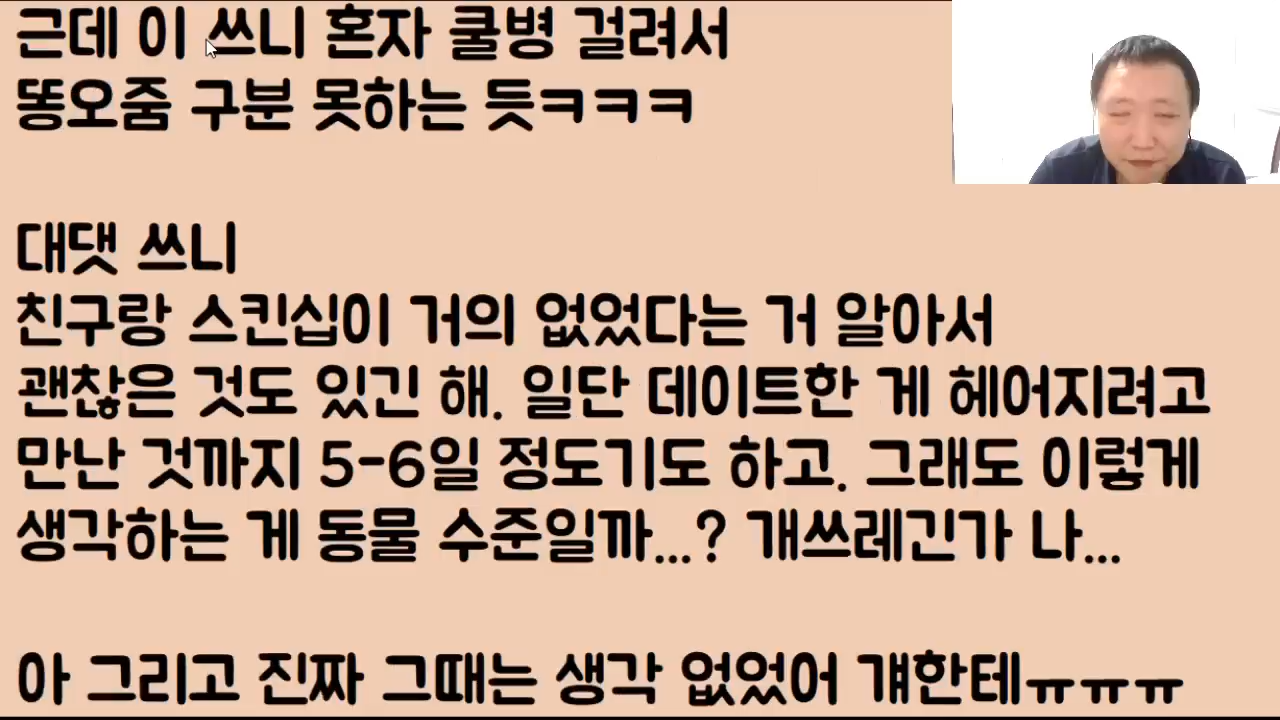 근데 이 쓰니 혼자 쿨병 걸려서
똥오줌 구분 못하는 듯ㅋㅋㅋ
대댓 쓰니
친구랑 스킨십이 거의 없었다는 거 알아서
괜찮은 것도 있긴 해. 일단 데이트한 게 헤어지려고
만난 것까지 5-6일 정도기도 하고. 그래도 이렇게
생각하는 게 동물 수준일까...? 개쓰레긴가 나...
아 그리고 진짜 그때는 생각 없었어 걔한테ㅠㅠㅠ